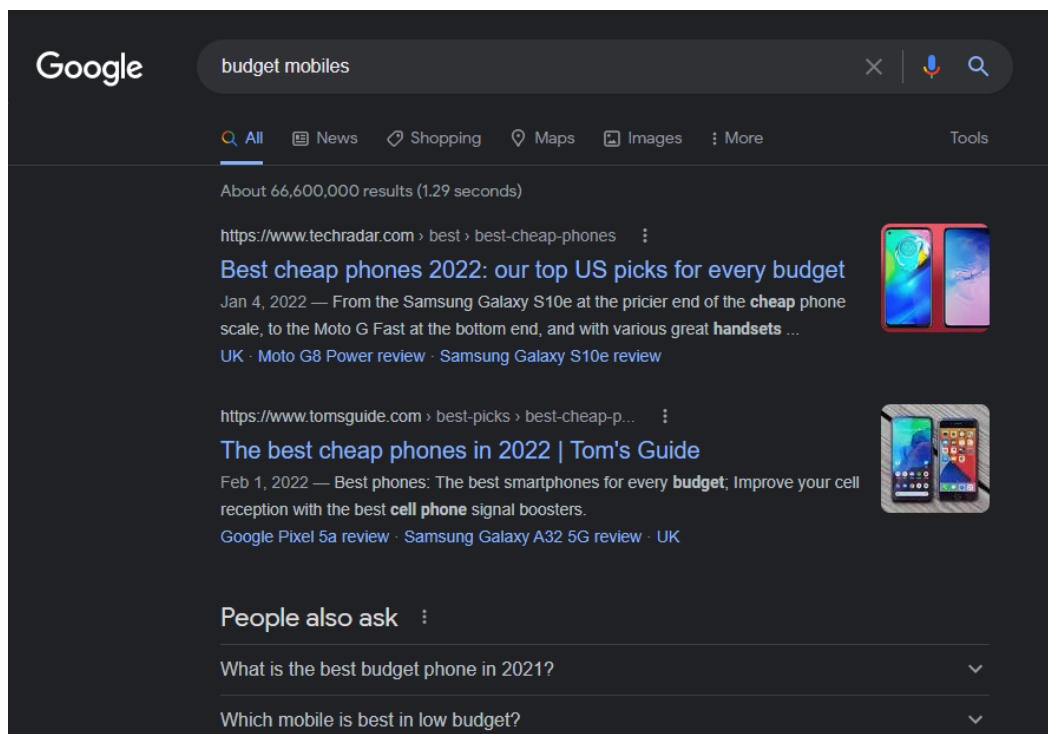 Google
budget mobiles
All News Shopping Maps Images More Tools
About 66,600,000 results (1.29 seconds)
https://www.techradar.com › best › best-cheap-phones
Best cheap phones 2022: our top US picks for every budget
Jan 4, 2022 — From the Samsung Galaxy S10e at the pricier end of the cheap phone
scale, to the Moto G Fast at the bottom end, and with various great handsets ...
UK · Moto G8 Power review · Samsung Galaxy S10e review
https://www.tomsguide.com › best-picks › best-cheap-p...
The best cheap phones in 2022 | Tom's Guide
Feb 1, 2022 — Best phones: The best smartphones for every budget; Improve your cell
reception with the best cell phone signal boosters.
Google Pixel 5a review · Samsung Galaxy A32 5G review · UK
People also ask
What is the best budget phone in 2021?
Which mobile is best in low budget?